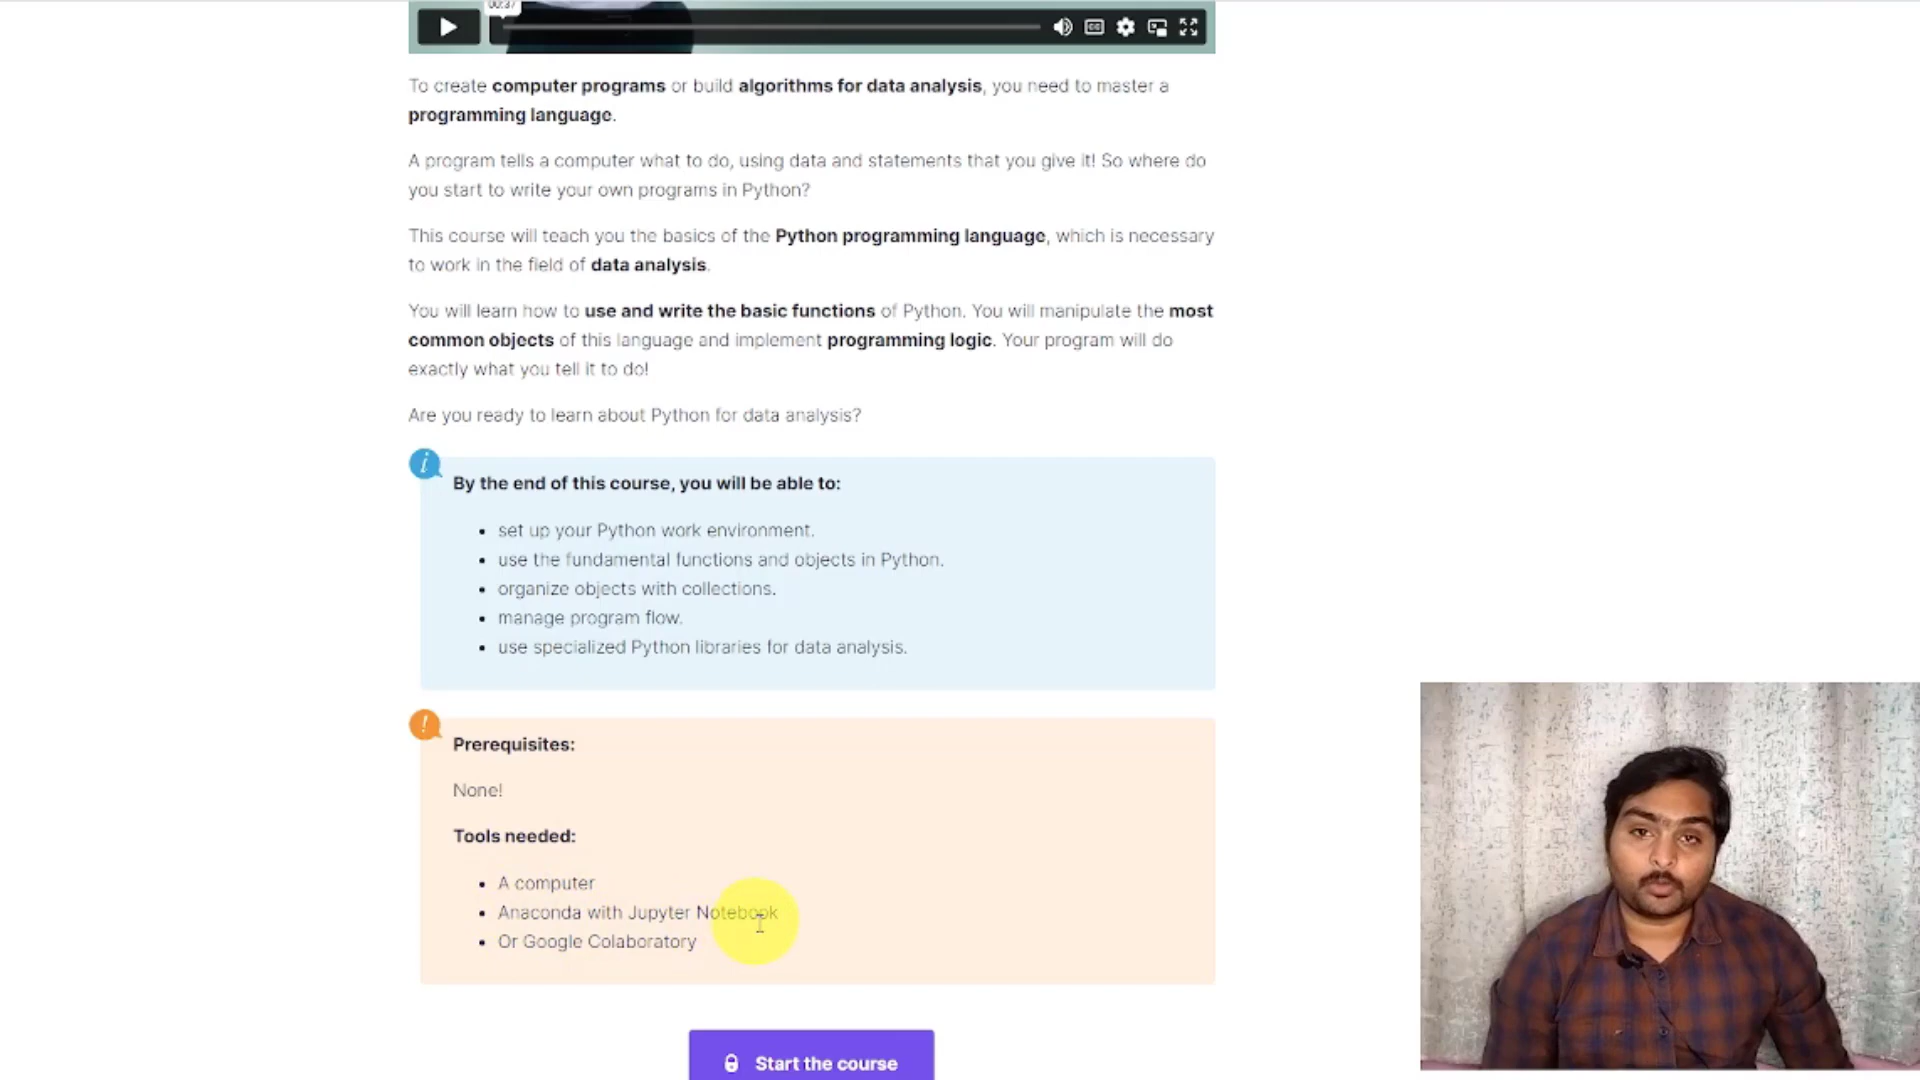 00:37
To create computer programs or build algorithms for data analysis, you need to master a
programming language.
A program tells a computer what to do, using data and statements that you give it! So where do
you start to write your own programs in Python?
This course will teach you the basics of the Python programming language, which is necessary
to work in the field of data analysis.
You will learn how to use and write the basic functions of Python. You will manipulate the most
common objects of this language and implement programming logic. Your program will do
exactly what you tell it to do!
Are you ready to learn about Python for data analysis?
By the end of this course, you will be able to:
• set up your Python work environment.
• use the fundamental functions and objects in Python.
• organize objects with collections.
• manage program flow.
• use specialized Python libraries for data analysis.
Prerequisites:
None!
Tools needed:
• A computer
• Anaconda with Jupyter Notebook
• Or Google Colaboratory
Start the course